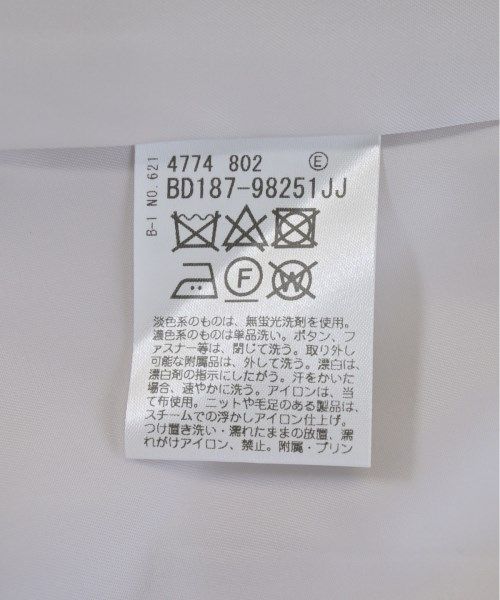 B-I NO.621
4774 802 Ⓔ
BD187-98251JJ
F W
淡色系のものは、無蛍光洗剤を使用。
濃色系のものは単品洗い。ボタン、フ
ァスナー等は、閉じて洗う。取り外し
可能な附属品は、外して洗う。漂白は、
漂白剤の指示にしたがう。汗をかいた
場合、速やかに洗う。アイロンは、当
て布使用。ニットや毛足のある製品は、
スチームでの浮かしアイロン仕上げ。
つけ置き洗い・濡れたままの放置、濡
れがけアイロン、禁止。附属・プリン